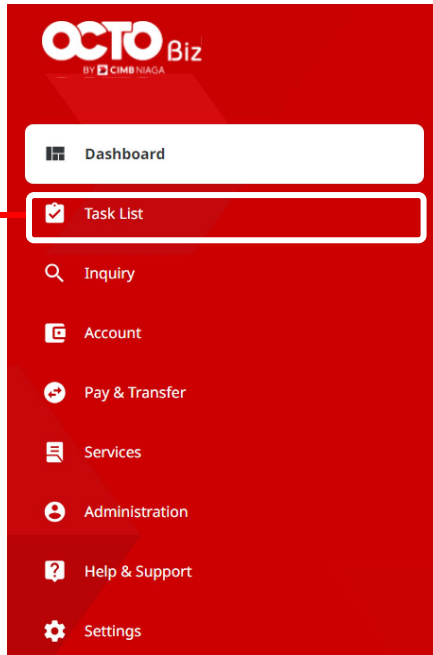 OCTO Biz
BY CIMB NIAGA
Dashboard
Task List
Inquiry
Account
Pay & Transfer
Services
Administration
Help & Support
Settings